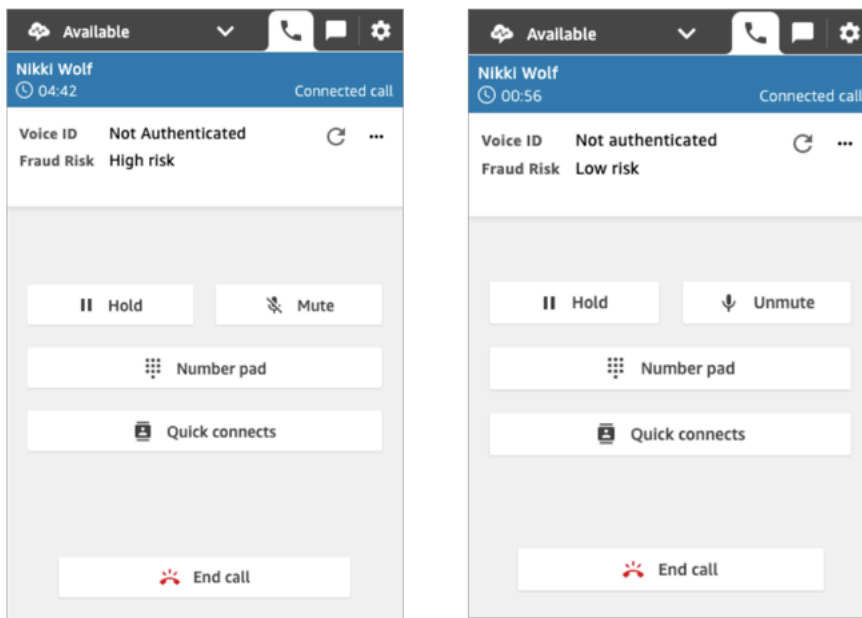 Available
Nikki Wolf
04:42 Connected call
Voice ID Not Authenticated
Fraud Risk High risk
Hold Mute
Number pad
Quick connects
End call
Available
Nikki Wolf
00:56 Connected call
Voice ID Not authenticated
Fraud Risk Low risk
Hold Unmute
Number pad
Quick connects
End call